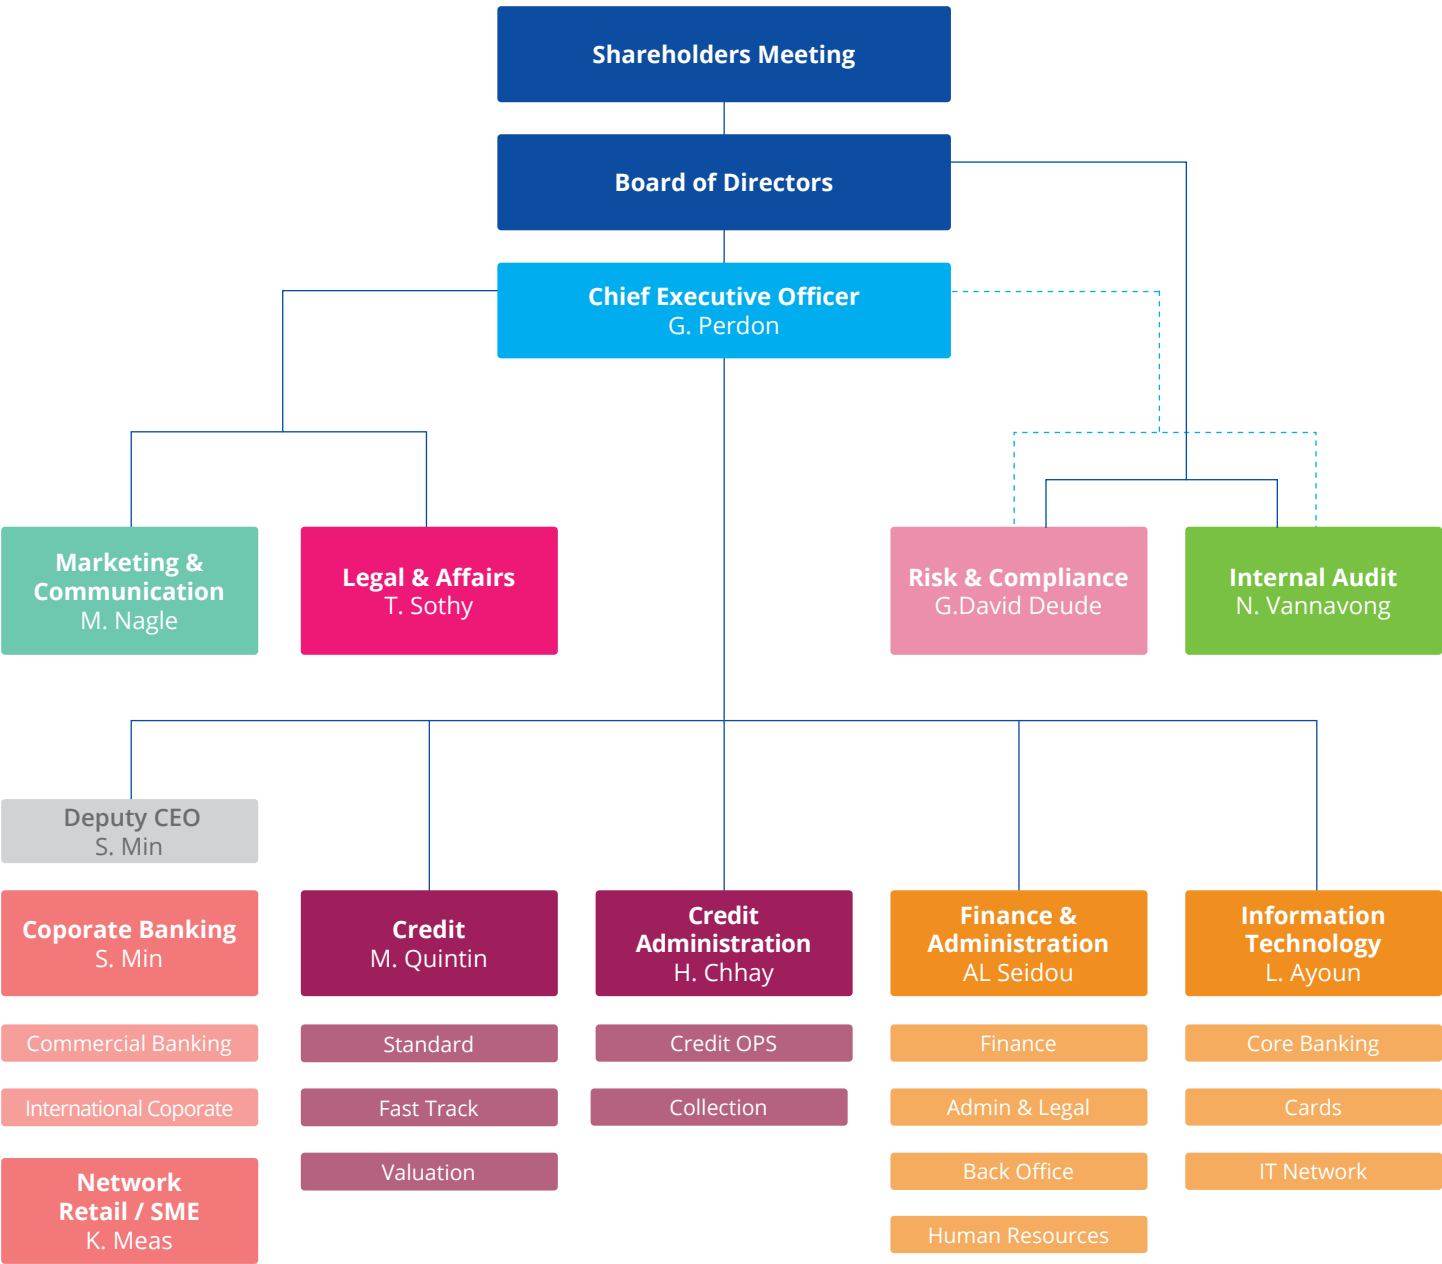 Shareholders Meeting
Board of Directors
Chief Executive Officer
G. Perdon
Marketing &
Communication
M. Nagle
Legal & Affairs
T. Sothy
Risk & Compliance
G.David Deude
Internal Audit
N. Vannavong
Deputy CEO
S. Min
Coporate Banking
S. Min
Commercial Banking
International Coporate
Network
Retail / SME
K. Meas
Credit
M. Quintin
Standard
Fast Track
Valuation
Credit
Administration
H. Chhay
Credit OPS
Collection
Finance &
Administration
AL Seidou
Finance
Admin & Legal
Back Office
Human Resources
Information
Technology
L. Ayoun
Core Banking
Cards
IT Network